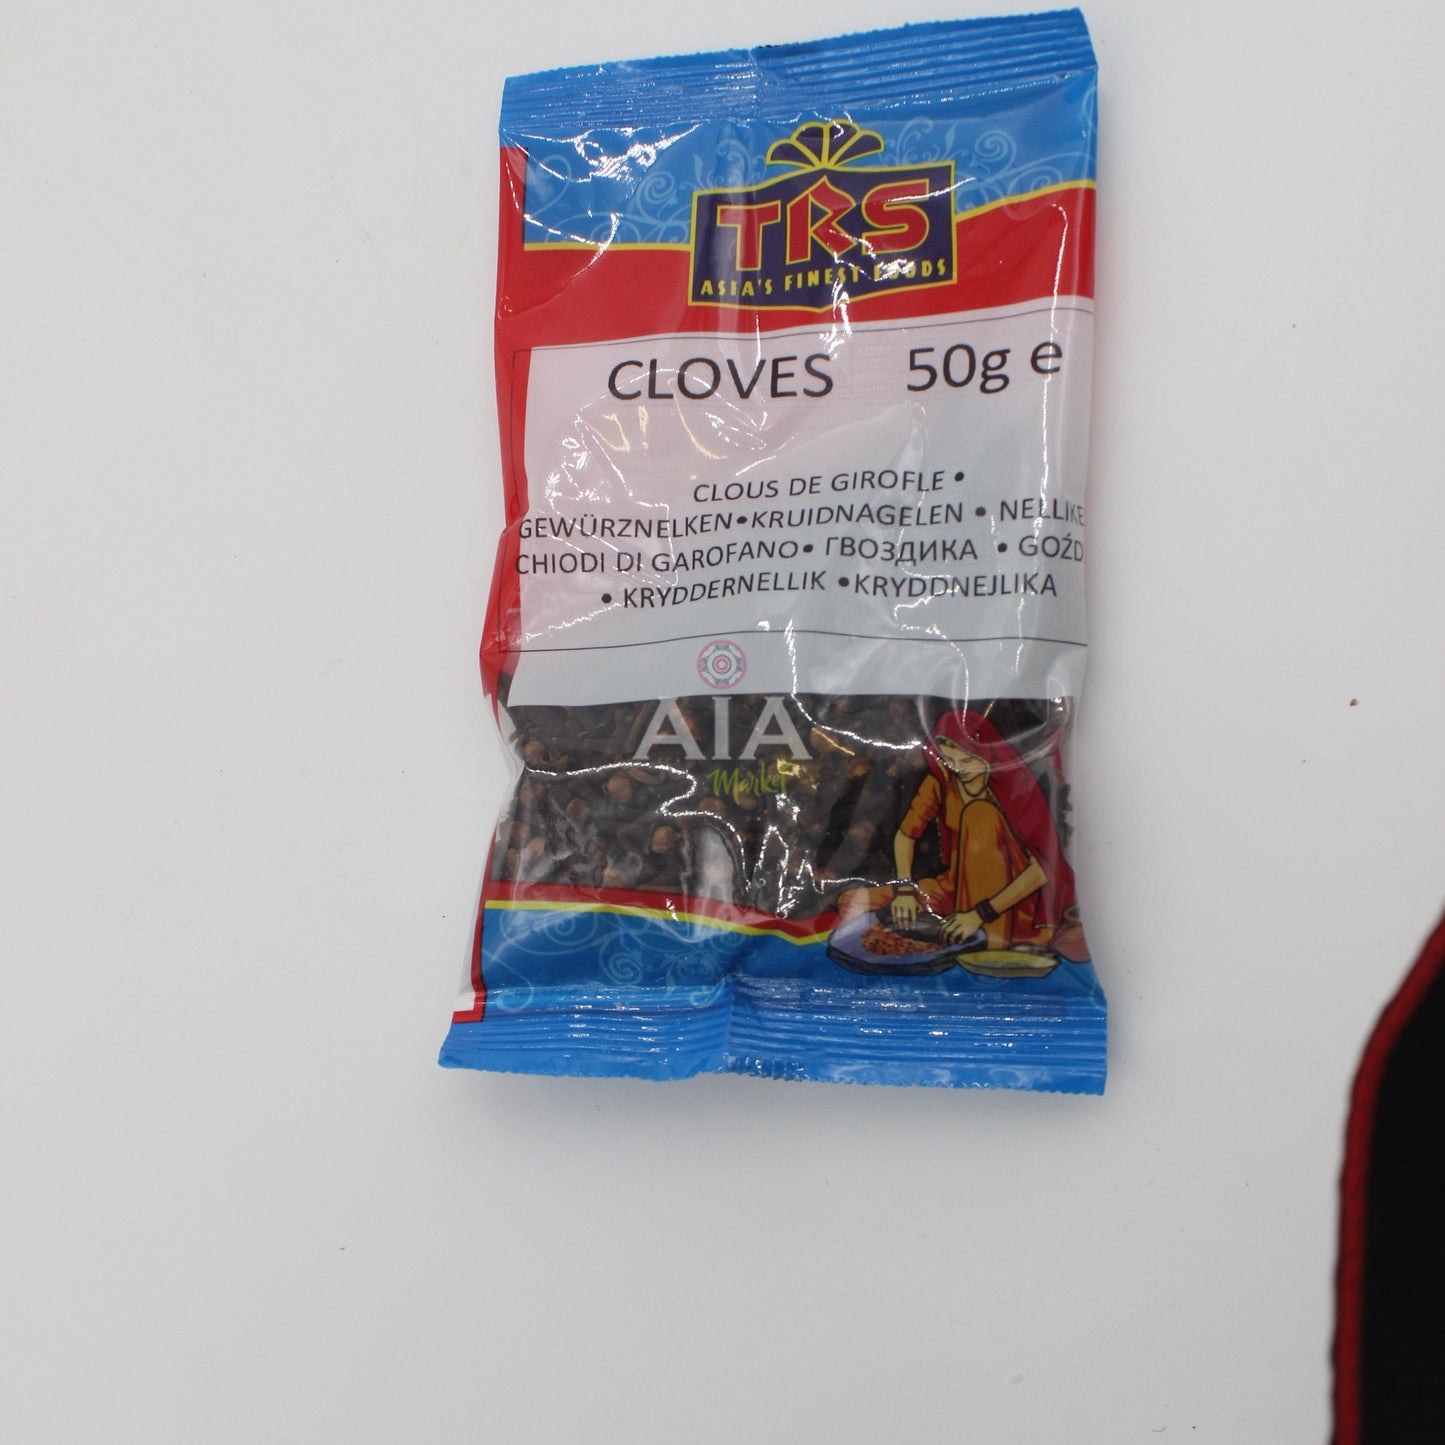 TRS
ASIA'S FINEST FOODS
CLOVES 50g e
CLOUS DE GIROFLE •
GEWÜRZNELKEN • KRUIDNAGELEN • NELLIKE
CHIODI DI GAROFANO • ГВОЗДИКА • GOŹD
• KRYDDERNELLIK • KRYDDNEJLIKA
AIA
Market